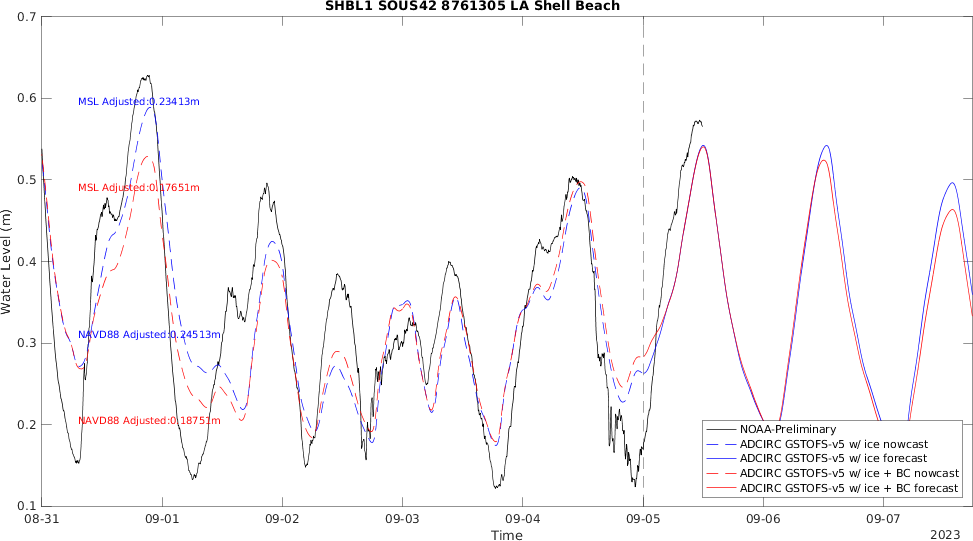 SHBL1 SOUS42 8761305 LA Shell Beach
0.7
0.6
0.5
0.4
0.3
0.2
0.1
Water Level (m)
MSL Adjusted:0.23413m
MSL Adjusted:0.17651m
NAVD88 Adjusted:0.24513m
NAVD88 Adjusted:0.18751m
NOAA-Preliminary
ADCIRC GSTOFS-v5 w/ ice nowcast
ADCIRC GSTOFS-v5 w/ ice forecast
ADCIRC GSTOFS-v5 w/ ice + BC nowcast
ADCIRC GSTOFS-v5 w/ ice + BC forecast
08-31 09-01 09-02 09-03 09-04 09-05 09-06 09-07
Time
2023